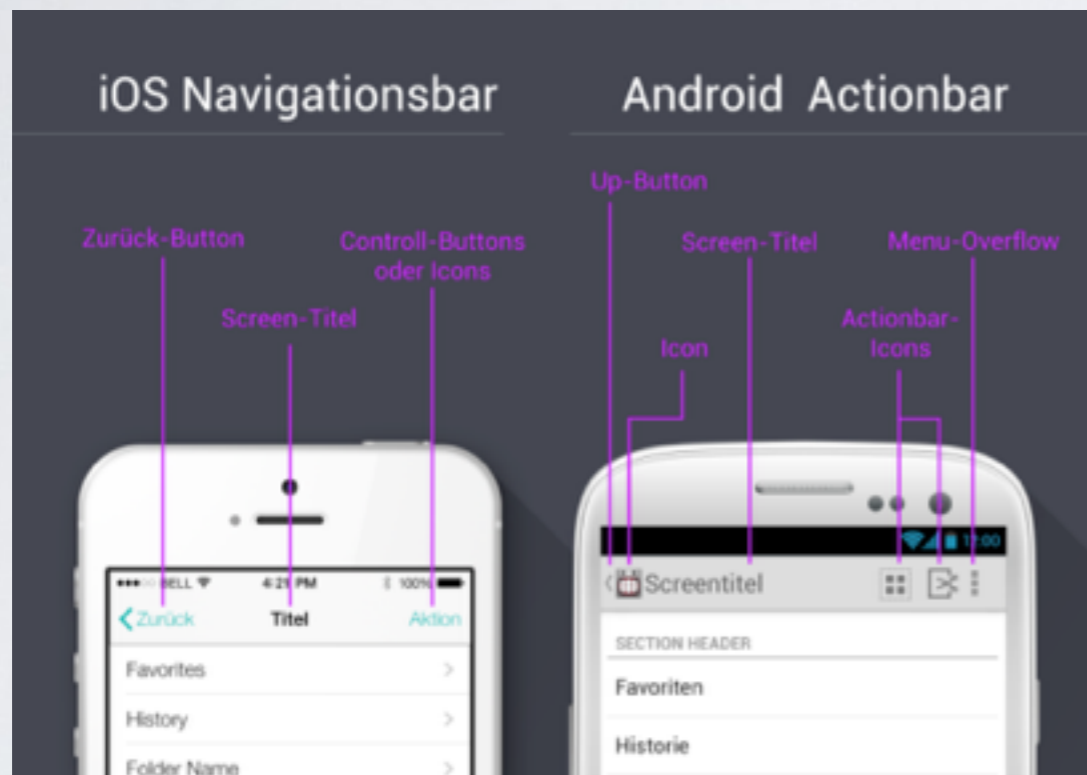 iOS Navigationsbar
Zurück-Button
Controll-Buttons
oder Icons
Screen-Titel
BELL
4:21 PM
100%
Zurück
Titel
Aktion
Favorites
History
Folder Name
Android Actionbar
Up-Button
Screen-Titel
Menu-Overflow
Actionbar-
Icons
Icon
12:00
Screentitel
SECTION HEADER
Favoriten
Historie